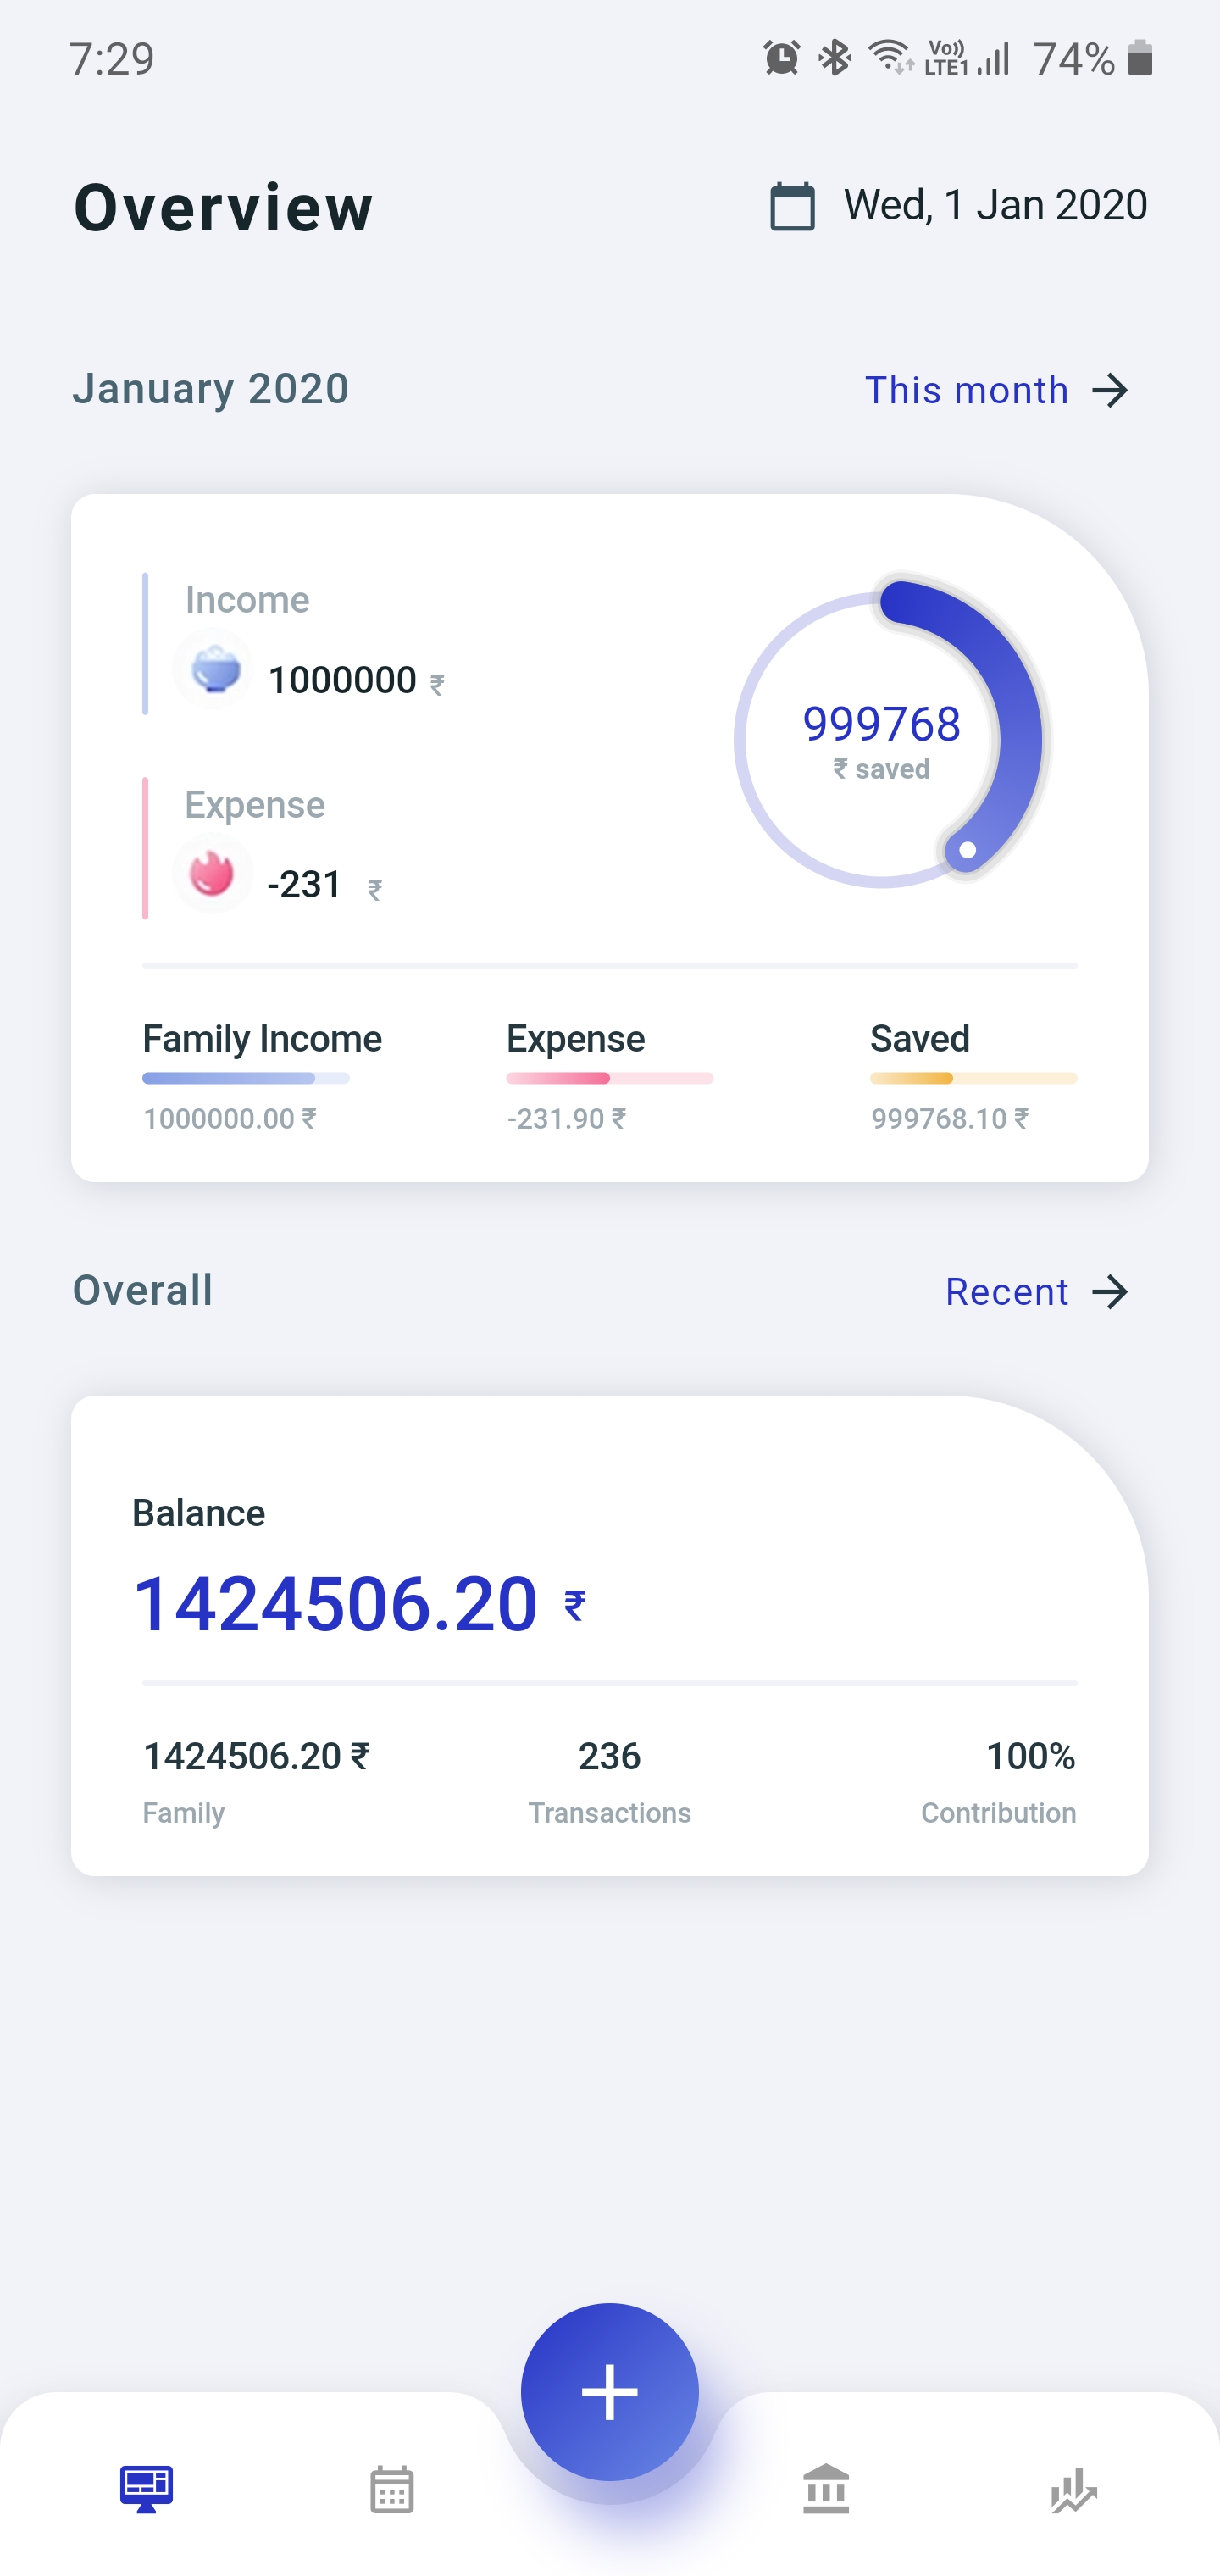 7:29
Vo)) LTE1 74%
Overview
Wed, 1 Jan 2020
January 2020
This month
Income
1000000 ₹
Expense
-231 ₹
999768
₹ saved
Family Income
1000000.00 ₹
Expense
-231.90 ₹
Saved
999768.10 ₹
Overall
Recent
Balance
1424506.20 ₹
1424506.20 ₹
Family
236
Transactions
100%
Contribution